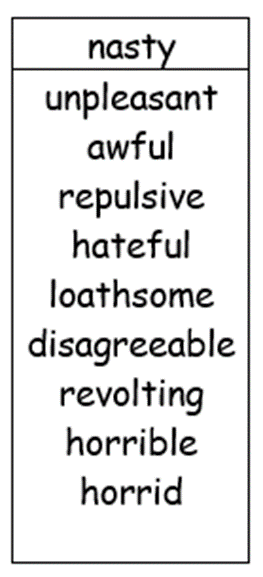 nasty
unpleasant
awful
repulsive
hateful
loathsome
disagreeable
revolting
horrible
horrid